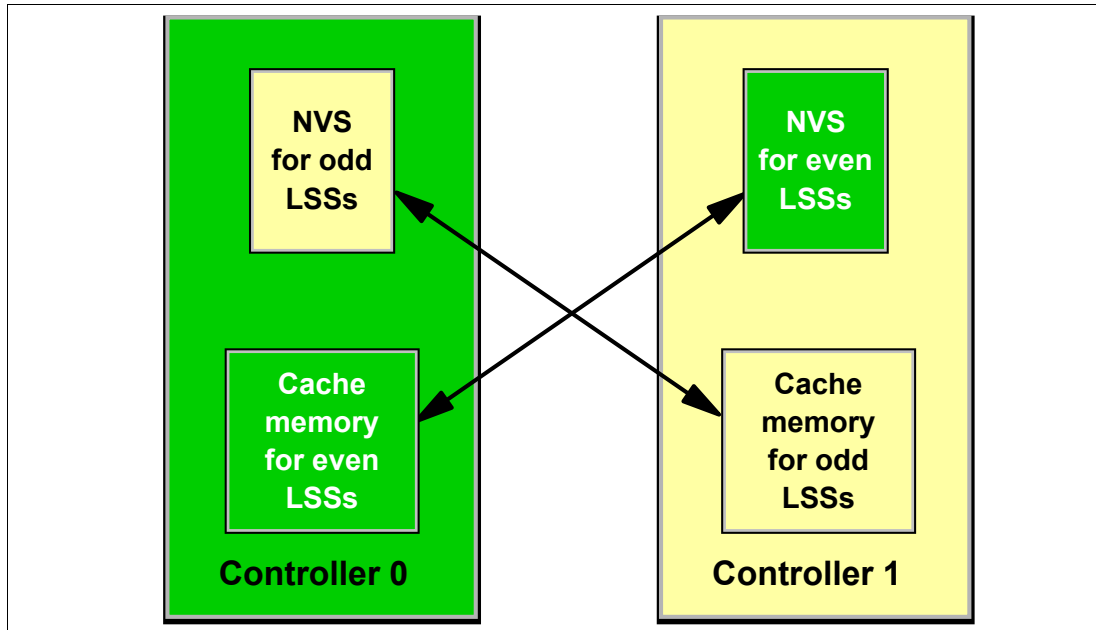 NVS
for odd
LSSs
NVS
for even
LSSs
Cache
memory
for even
LSSs
Cache
memory
for odd
LSSs
Controller 0
Controller 1